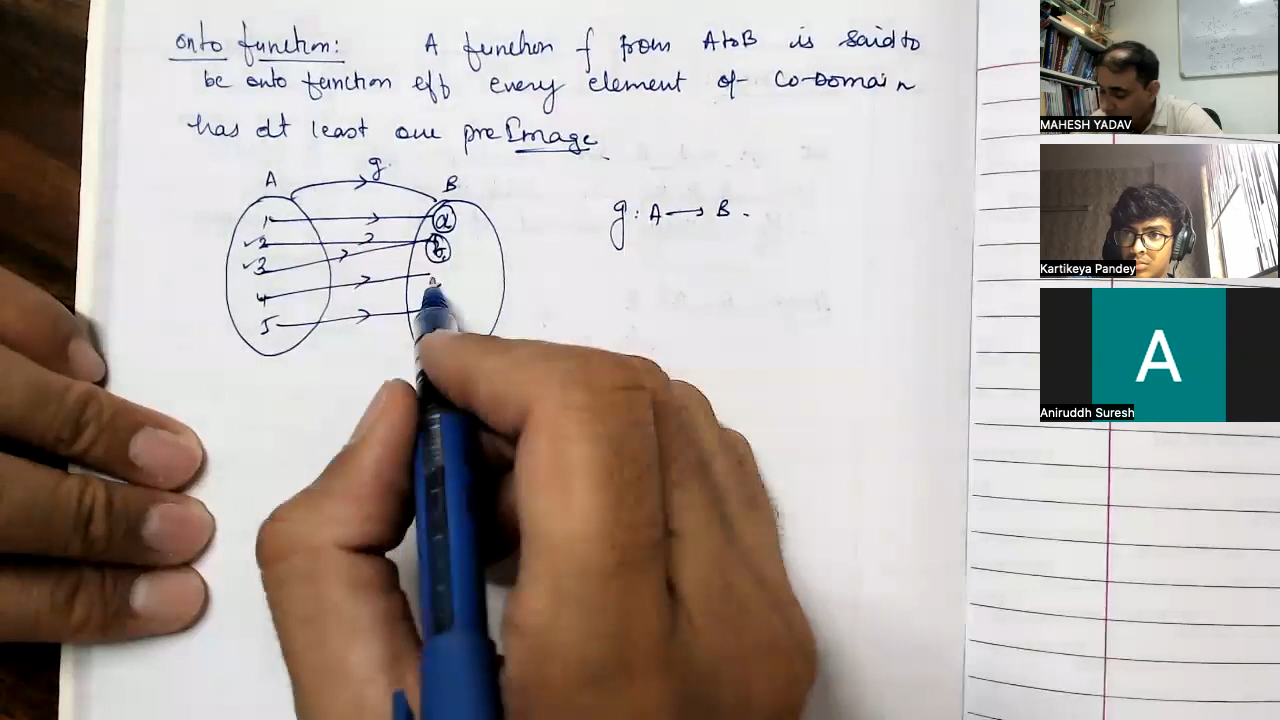 onto function: A function f from A to B is said to
be onto function eff every element of Co-Domain
has at least one pre Image.
A g B
1 a
2 b
3
4
5
g: A → B.
MAHESH YADAV
Kartikeya Pandey
A
Aniruddh Suresh